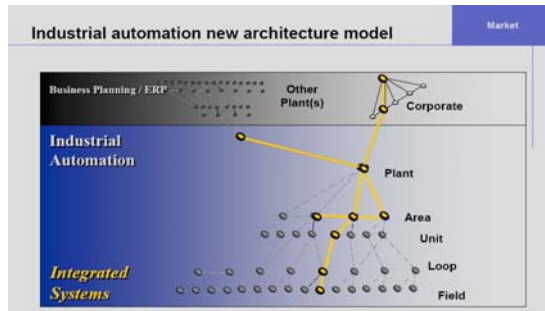 Industrial automation new architecture model
Market
Business Planning / ERP
Other
Plant(s)
Corporate
Industrial
Automation
Plant
Area
Unit
Loop
Integrated
Systems
Field